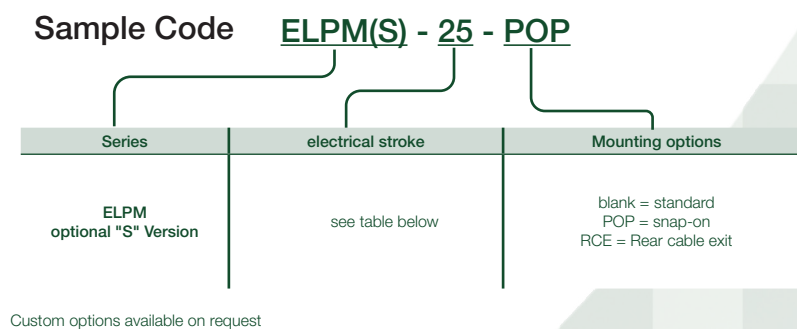 Sample Code ELPM(S) - 25 - POP
Series electrical stroke Mounting options
ELPM
optional "S" Version
see table below
blank = standard
POP = snap-on
RCE = Rear cable exit
Custom options available on request